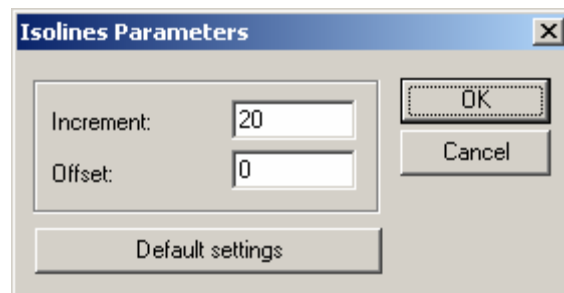 Isolines Parameters
Increment: 20
OK
Offset: 0
Cancel
Default settings